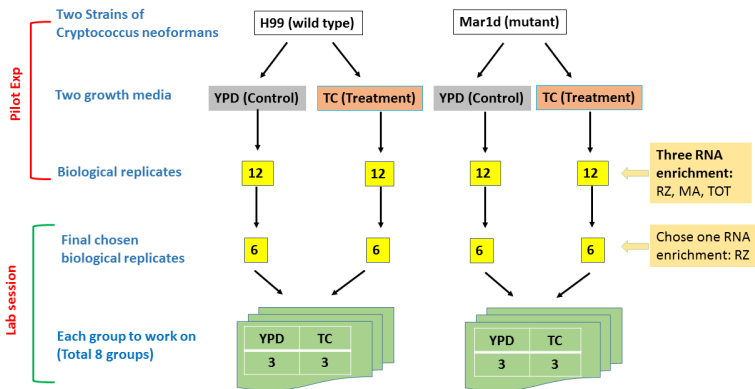 Two Strains of
Cryptococcus neoformans
H99 (wild type)
Mar1d (mutant)
Pilot Exp
Two growth media
YPD (Control)
TC (Treatment)
YPD (Control)
TC (Treatment)
Biological replicates
12
12
12
12
Three RNA
enrichment:
RZ, MA, TOT
Lab session
Final chosen
biological replicates
6
6
6
6
Chose one RNA
enrichment: RZ
Each group to work on
(Total 8 groups)
YPD TC
3 3
YPD TC
3 3